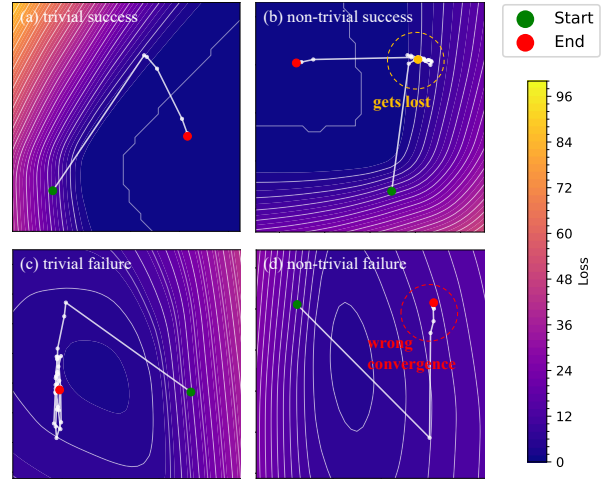 (a) trivial success
(b) non-trivial success
gets lost
(c) trivial failure
(d) non-trivial failure
wrong
convergence
Start
End
96
84
72
60
48
36
24
12
0
Loss